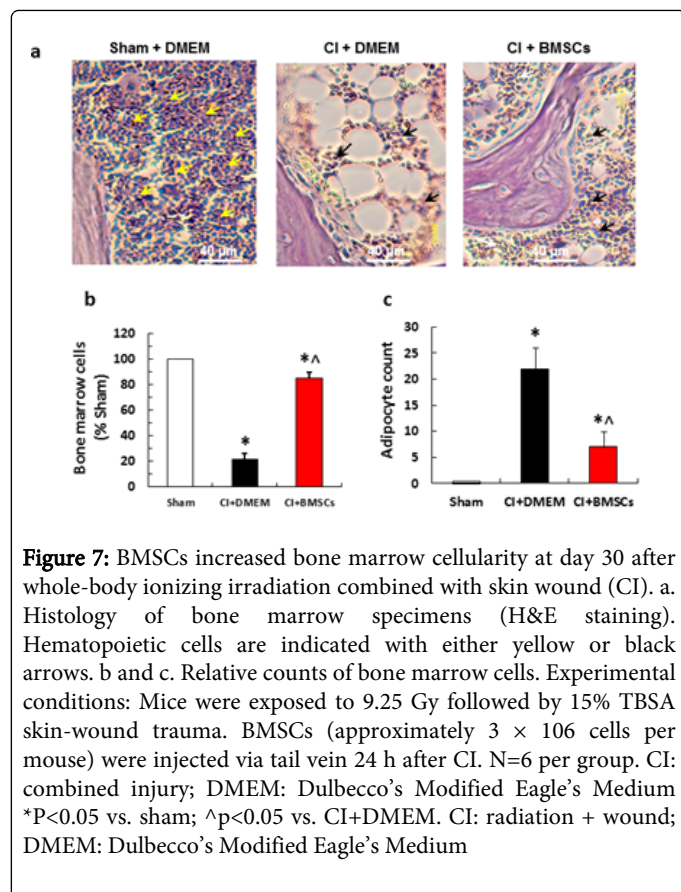 a
Sham + DMEM
CI + DMEM
CI + BMSCs
40 µm
40 µm
40 µm
b
Bone marrow cells
(% Sham)
120
100
80
60
40
20
0
*
*^
Sham
CI+DMEM
CI+BMSCs
c
Adipocyte count
30
25
20
15
10
5
0
*
*^
Sham
CI+DMEM
CI+BMSCs
Figure 7: BMSCs increased bone marrow cellularity at day 30 after
whole-body ionizing irradiation combined with skin wound (CI). a.
Histology of bone marrow specimens (H&E staining).
Hematopoietic cells are indicated with either yellow or black
arrows. b and c. Relative counts of bone marrow cells. Experimental
conditions: Mice were exposed to 9.25 Gy followed by 15% TBSA
skin-wound trauma. BMSCs (approximately 3 × 106 cells per
mouse) were injected via tail vein 24 h after CI. N=6 per group. CI:
combined injury; DMEM: Dulbecco’s Modified Eagle’s Medium
*P<0.05 vs. sham; ^p<0.05 vs. CI+DMEM. CI: radiation + wound;
DMEM: Dulbecco’s Modified Eagle’s Medium